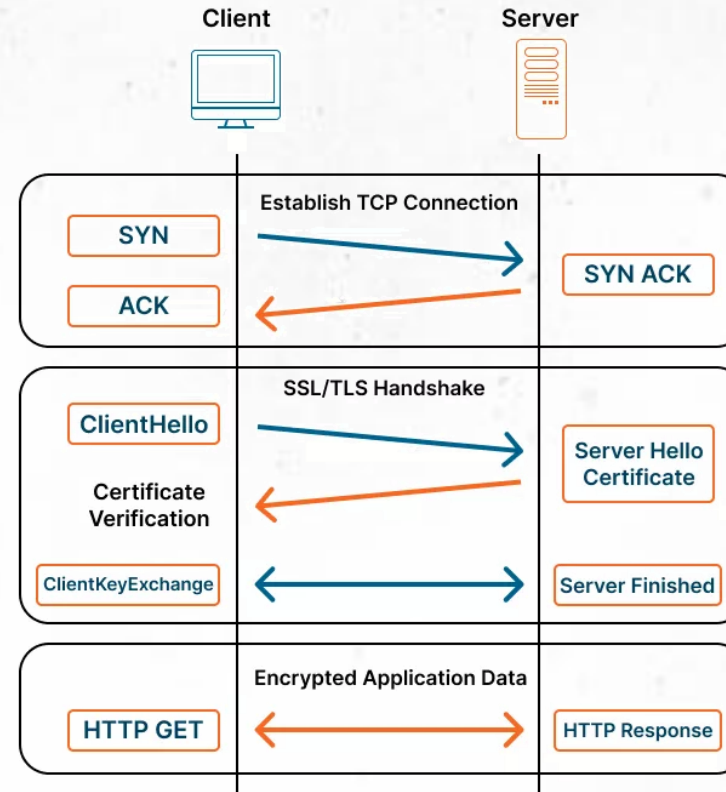 Client
Server
Establish TCP Connection
SYN
SYN ACK
ACK
SSL/TLS Handshake
ClientHello
Server Hello
Certificate
Certificate
Verification
ClientKeyExchange
Server Finished
Encrypted Application Data
HTTP GET
HTTP Response